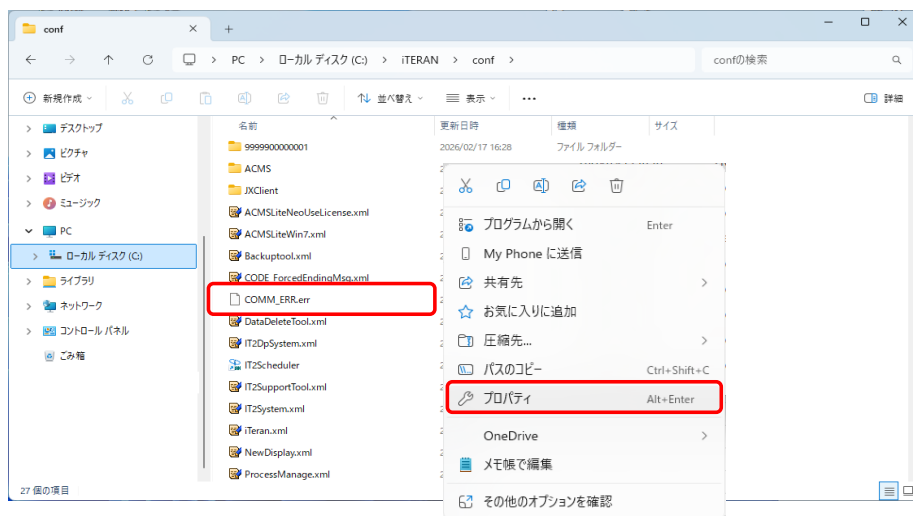 conf
PC > ローカル ディスク (C:) > iTERAN > conf >
confの検索
新規作成
並べ替え
表示
詳細
デスクトップ
ピクチャ
ビデオ
ミュージック
PC
ローカル ディスク (C:)
ライブラリ
ネットワーク
コントロール パネル
ごみ箱
名前 更新日時 種類 サイズ
9999900000001 2026/02/17 16:28 ファイル フォルダー
ACMS
JXClient
ACMSLiteNeoUseLicense.xml
ACMSLiteWin7.xml
Backuptool.xml
CODE_ForcedEndingMsg.xml
COMM_ERR.err
DataDeleteTool.xml
IT2DpSystem.xml
IT2Scheduler
IT2SupportTool.xml
IT2System.xml
iTeran.xml
NewDisplay.xml
ProcessManage.xml
プログラムから開く Enter
My Phone に送信
共有先
お気に入りに追加
圧縮先...
パスのコピー Ctrl+Shift+C
プロパティ Alt+Enter
OneDrive
メモ帳で編集
その他のオプションを確認
27 個の項目